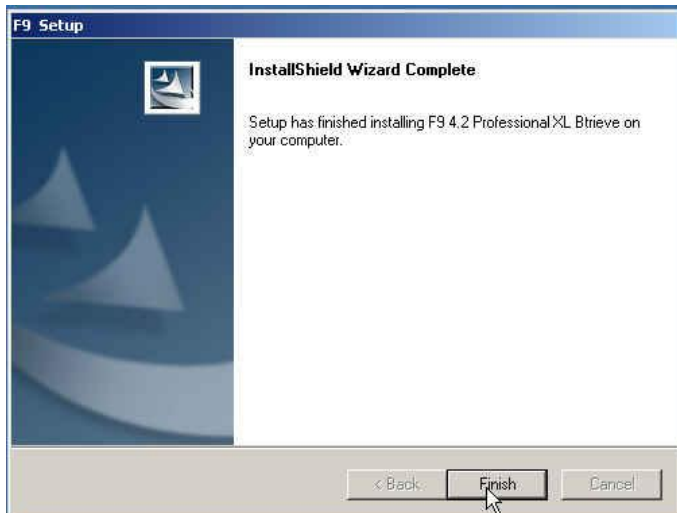 F9 Setup
InstallShield Wizard Complete
Setup has finished installing F9 4.2 Professional XL Btrieve on
your computer.
< Back
Finish
Cancel